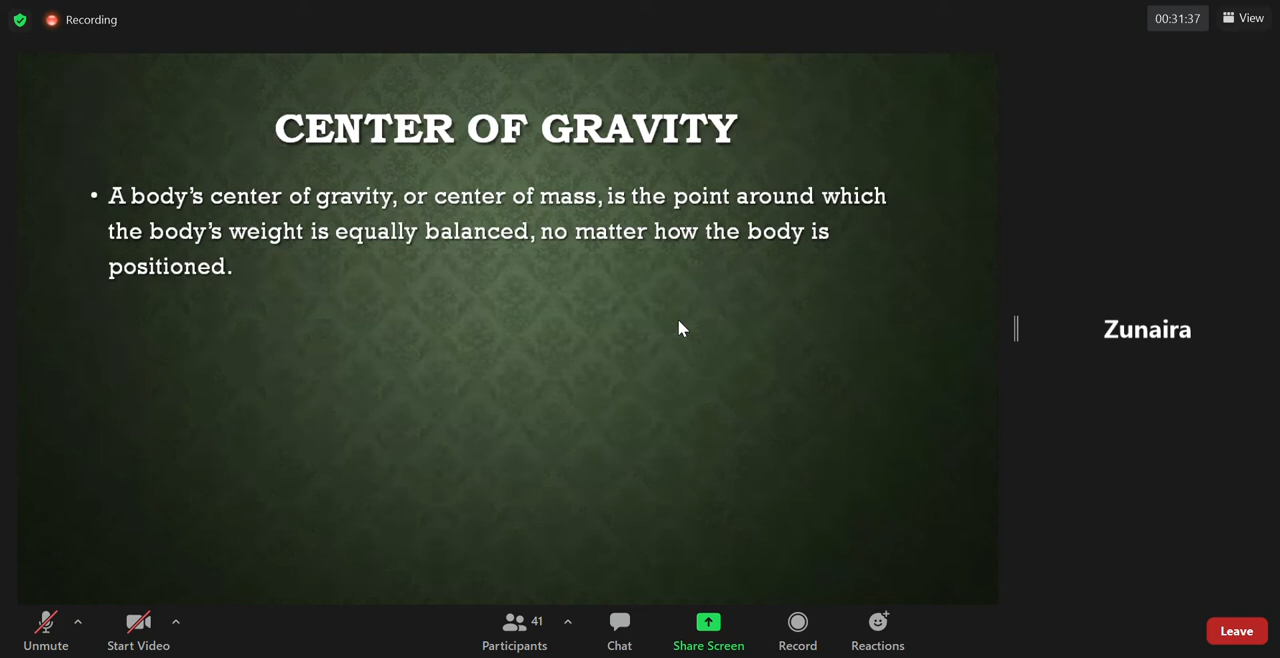 Recording
00:31:37
View
CENTER OF GRAVITY
• A body’s center of gravity, or center of mass, is the point around which
the body’s weight is equally balanced, no matter how the body is
positioned.
Zunaira
Unmute
Start Video
41
Participants
Chat
Share Screen
Record
Reactions
Leave